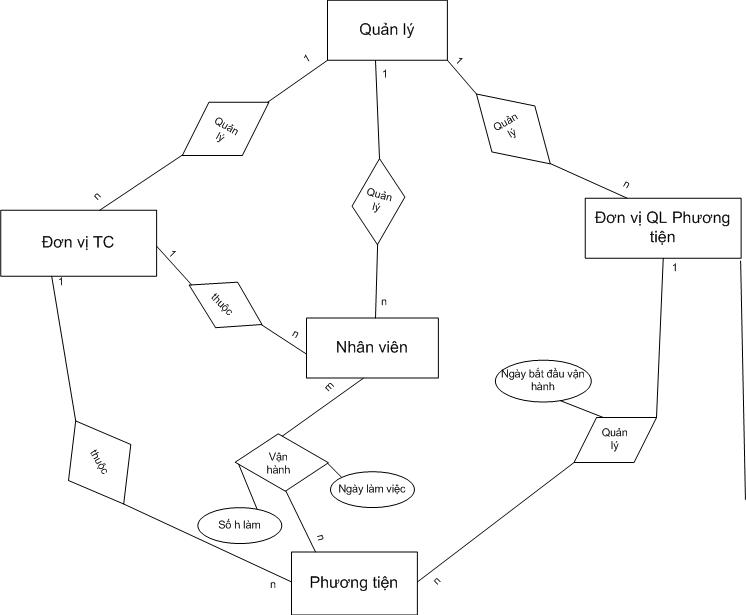 Quản lý
1
1
1
Quản
lý
Quản
lý
Quản
lý
n
n
Đơn vị TC
Đơn vị QL Phương
tiện
1
1
1
thuộc
n
n
Nhân viên
m
Ngày bắt đầu vận
hành
Quản
lý
thuộc
Vận
hành
Ngày làm việc
Số h làm
n
n
n
Phương tiện